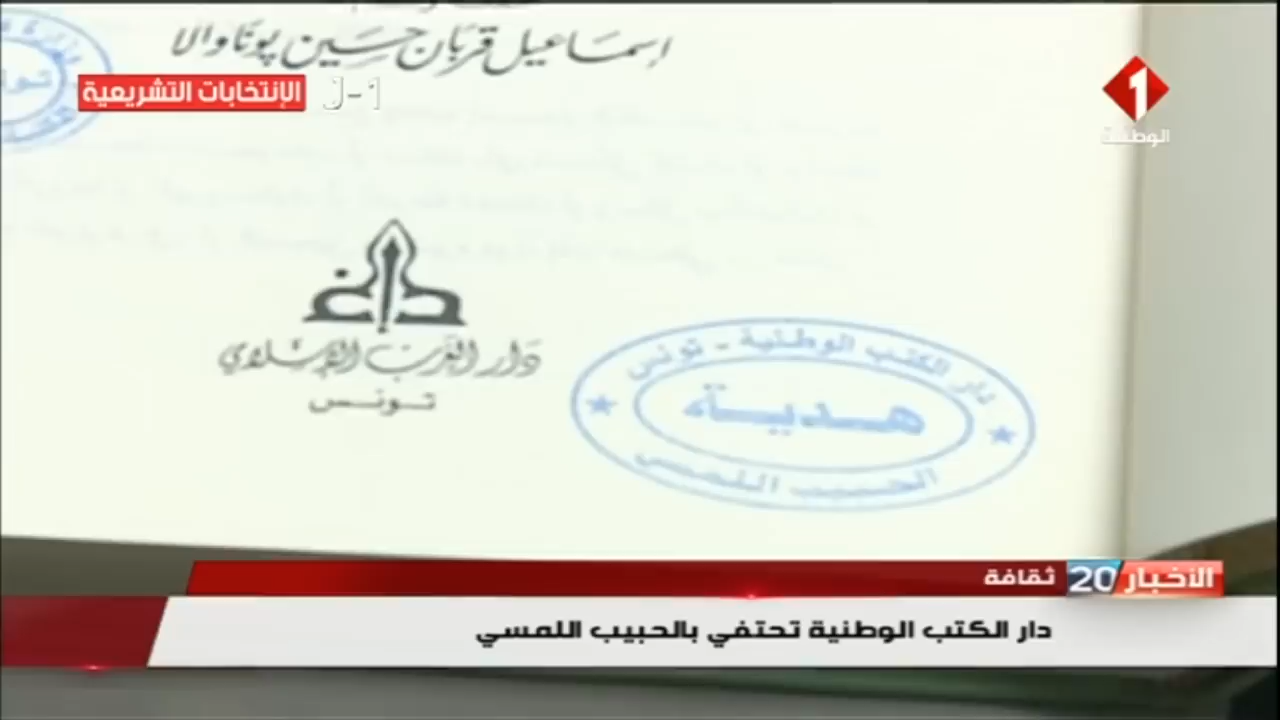 اسماعيل قربان حسين پوناوالا
الإنتخابات التشريعية
J-1
1
الوطنية
دار الغرب الإسلامي
تونس
دار الكتب الوطنية - تونس
هدية
الحبيب اللمسي
الأخبار 20 ثقافة
دار الكتب الوطنية تحتفي بالحبيب اللمسي